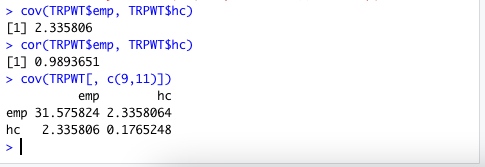 > cov(TRPWT$emp, TRPWT$hc)
[1] 2.335806
> cor(TRPWT$emp, TRPWT$hc)
[1] 0.9893651
> cov(TRPWT[, c(9,11)])
emp hc
emp 31.575824 2.3358064
hc 2.335806 0.1765248
>